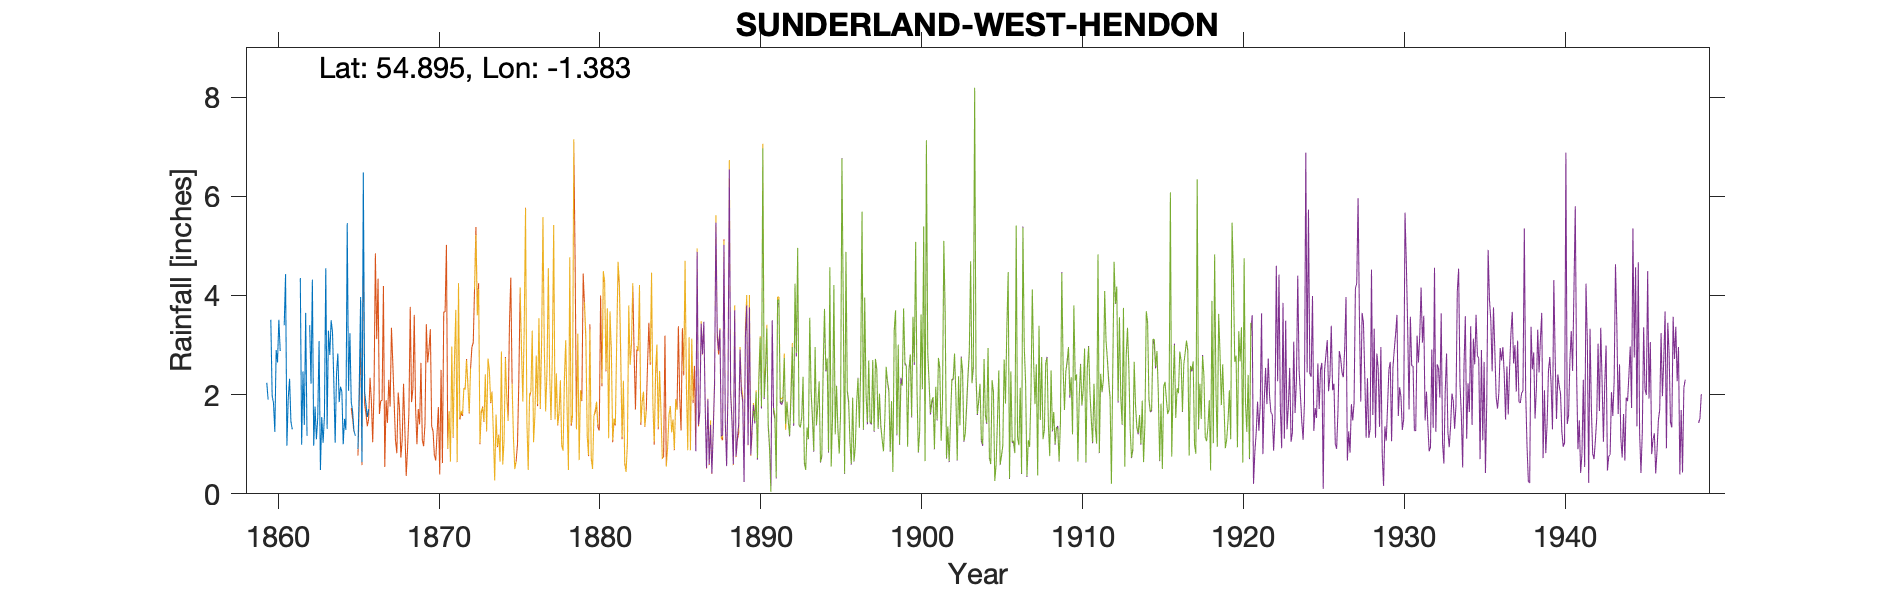 SUNDERLAND-WEST-HENDON
Lat: 54.895, Lon: -1.383
8
6
4
2
0
Rainfall [inches]
1860 1870 1880 1890 1900 1910 1920 1930 1940
Year